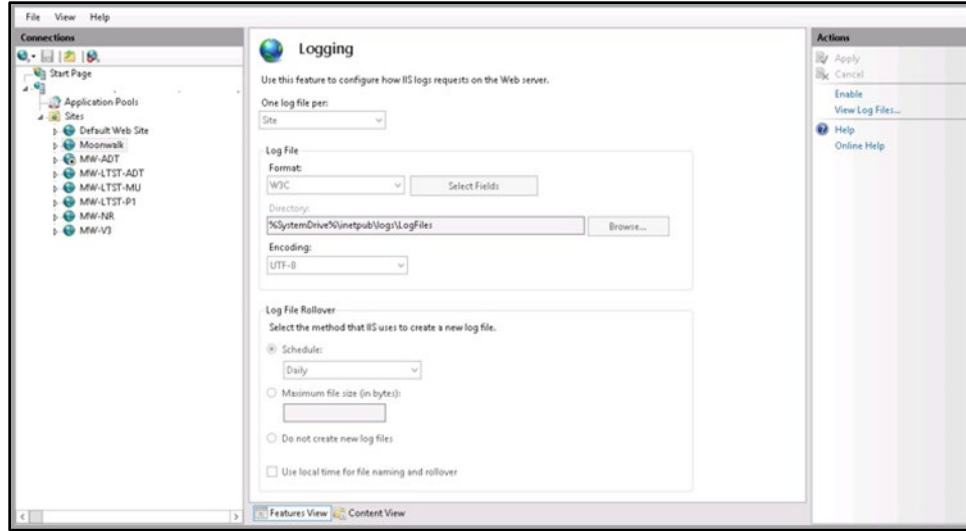 File View Help
Connections
Start Page
Application Pools
Sites
Default Web Site
Moonwalk
MW-ADT
MW-LTST-ADT
MW-LTST-MU
MW-LTST-P1
MW-NR
MW-V3
Logging
Use this feature to configure how IIS logs requests on the Web server.
One log file per:
Site
Log File
Format:
W3C
Select Fields
Directory:
%SystemDrive%\inetpub\logs\LogFiles
Browse...
Encoding:
UTF-8
Log File Rollover
Select the method that IIS uses to create a new log file.
Schedule:
Daily
Maximum file size (in bytes):
Do not create new log files
Use local time for file naming and rollover
Features View Content View
Actions
Apply
Cancel
Enable
View Log Files...
Help
Online Help